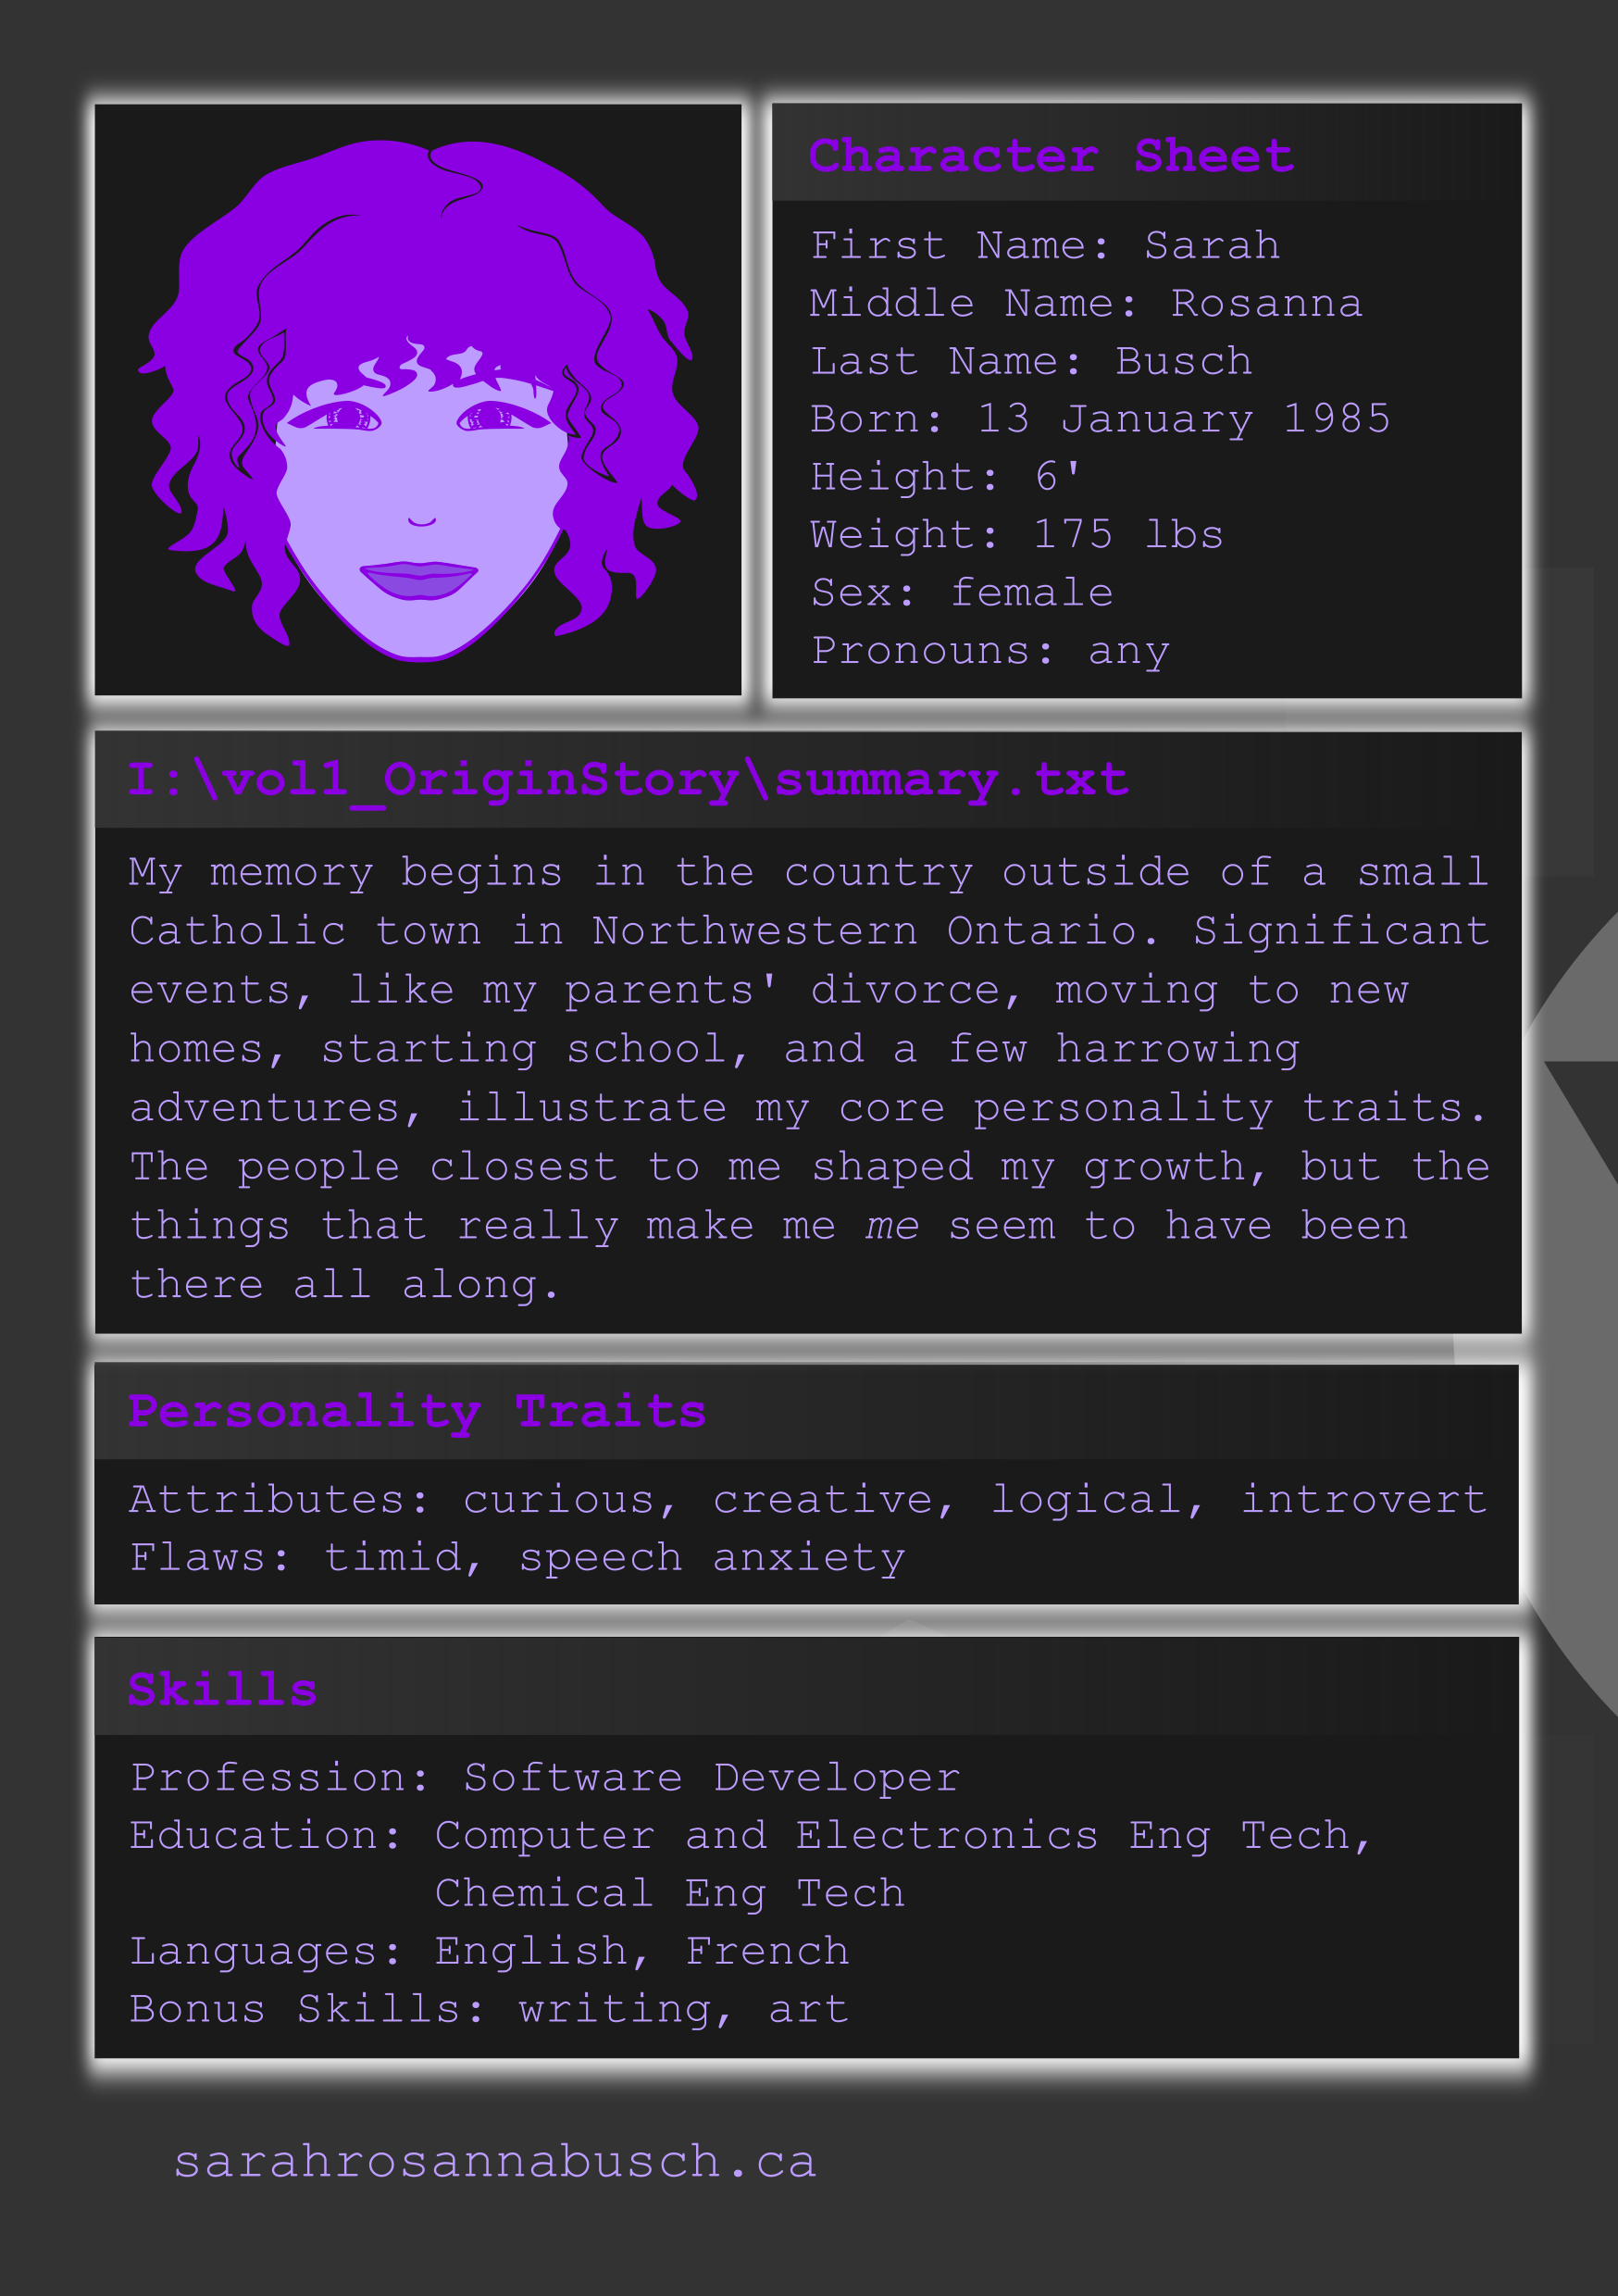 Character Sheet
First Name: Sarah
Middle Name: Rosanna
Last Name: Busch
Born: 13 January 1985
Height: 6'
Weight: 175 lbs
Sex: female
Pronouns: any
I:\vol1_OriginStory\summary.txt
My memory begins in the country outside of a small
Catholic town in Northwestern Ontario. Significant
events, like my parents' divorce, moving to new
homes, starting school, and a few harrowing
adventures, illustrate my core personality traits.
The people closest to me shaped my growth, but the
things that really make me me seem to have been
there all along.
Personality Traits
Attributes: curious, creative, logical, introvert
Flaws: timid, speech anxiety
Skills
Profession: Software Developer
Education: Computer and Electronics Eng Tech,
Chemical Eng Tech
Languages: English, French
Bonus Skills: writing, art
sarahrosannabusch.ca